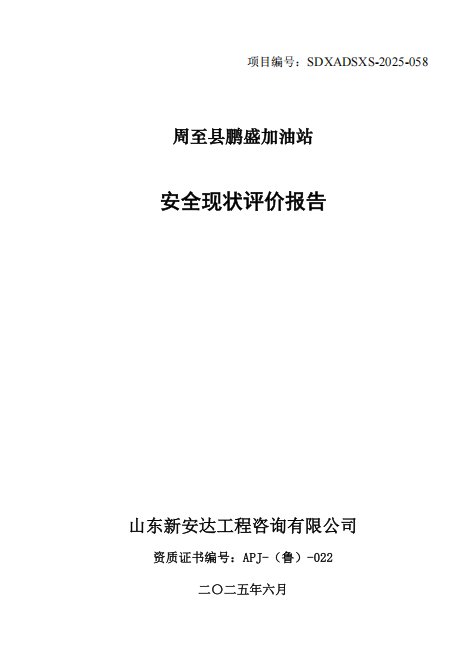 项目编号：SDXADSXS-2025-058
周至县鹏盛加油站
安全现状评价报告
山东新安达工程咨询有限公司
资质证书编号：APJ-（鲁）-022
二〇二五年六月